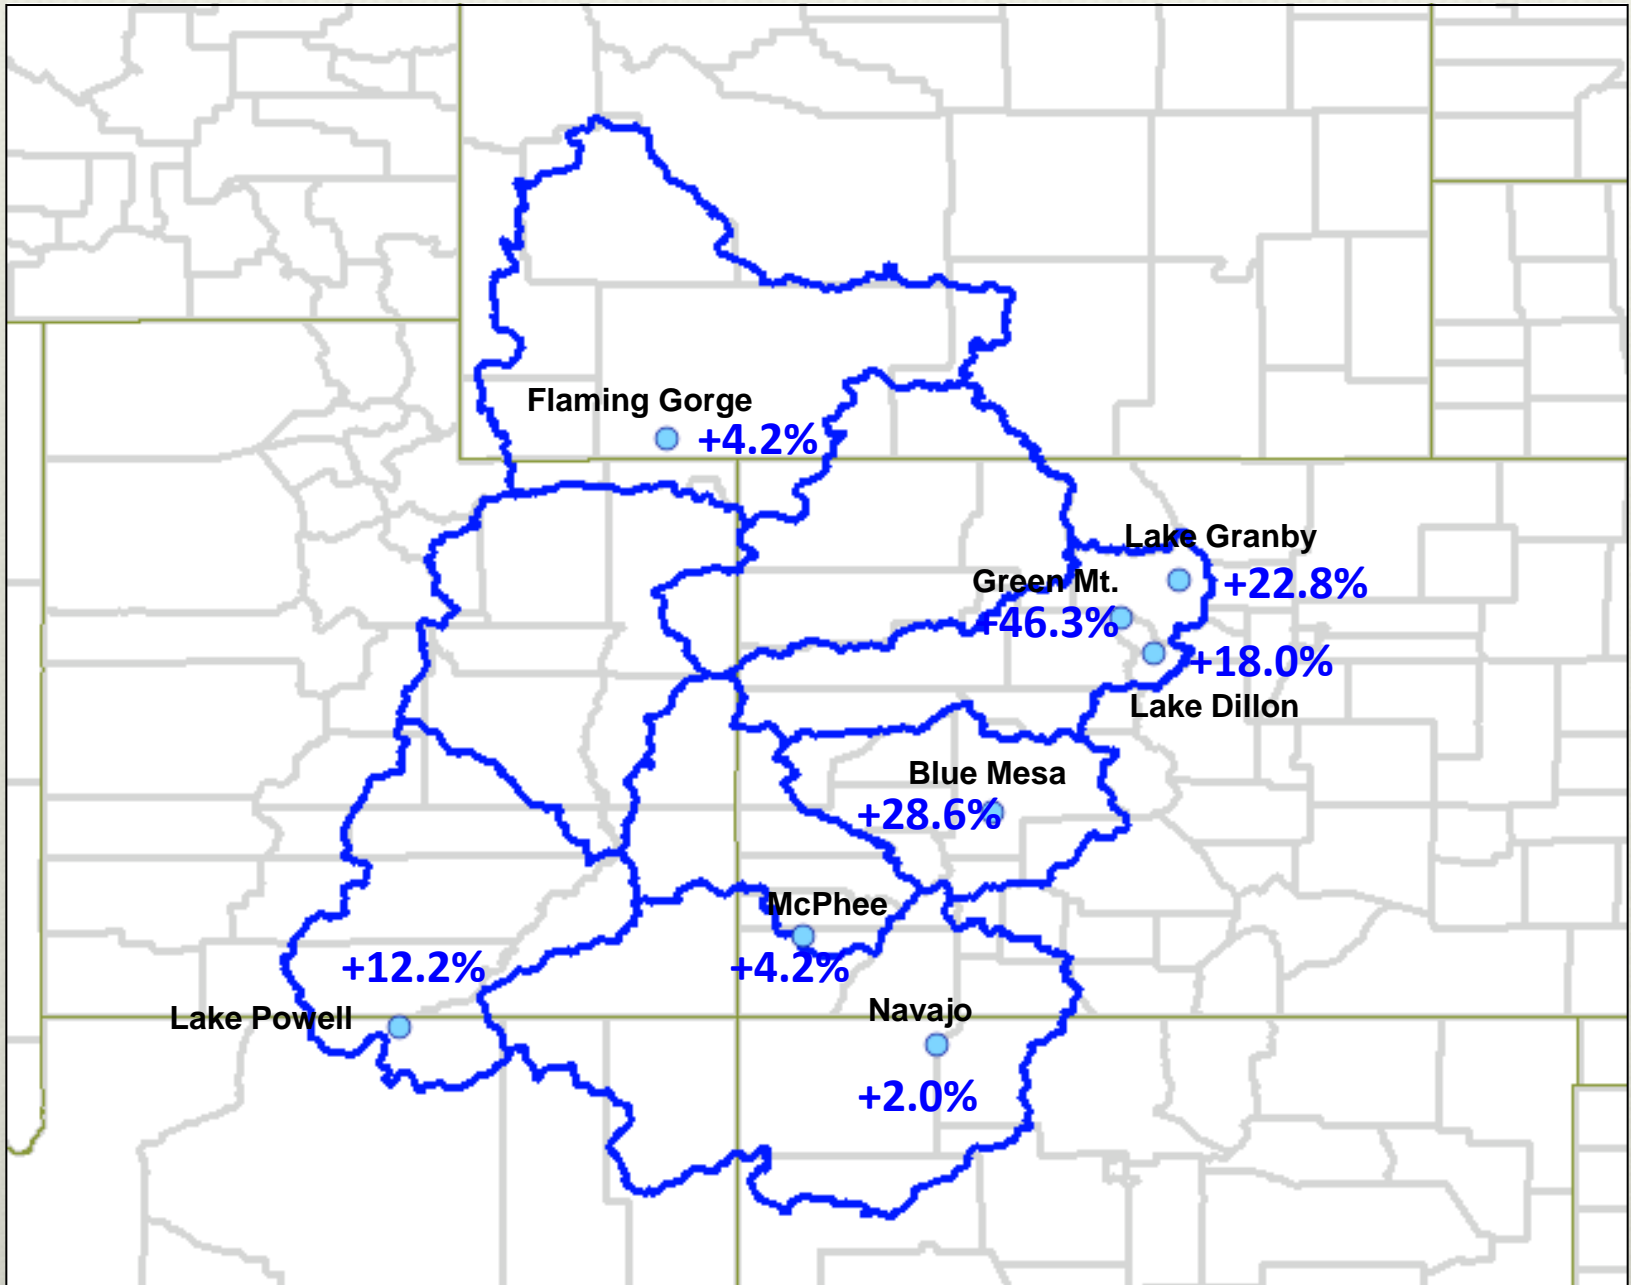 Flaming Gorge
+4.2%
Lake Granby
Green Mt.
+22.8%
+46.3%
+18.0%
Lake Dillon
Blue Mesa
+28.6%
McPhee
+12.2%
+4.2%
Lake Powell
Navajo
+2.0%